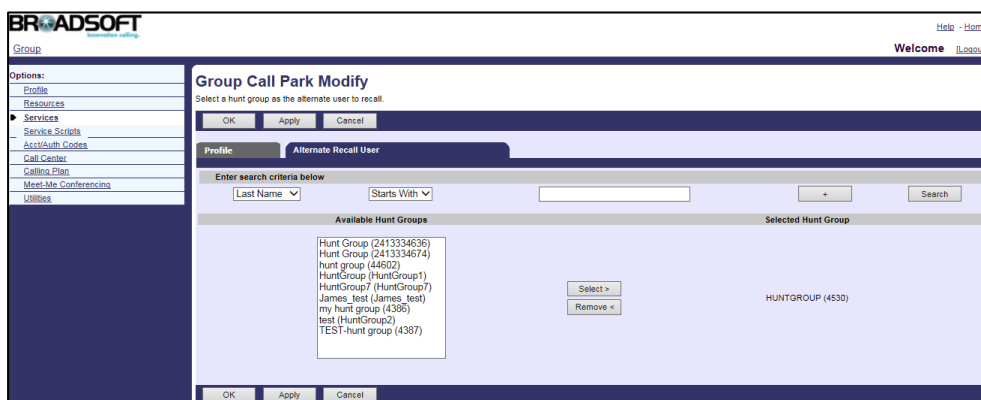 BROADSOFT
innovation calling.
Help - Hom
Group
Welcome [Logou
Options:
Profile
Resources
Services
Service Scripts
Acct/Auth Codes
Call Center
Calling Plan
Meet-Me Conferencing
Utilities
Group Call Park Modify
Select a hunt group as the alternate user to recall.
OK Apply Cancel
Profile Alternate Recall User
Enter search criteria below
Last Name Starts With + Search
Available Hunt Groups Selected Hunt Group
Hunt Group (2413334636)
Hunt Group (2413334674)
hunt group (44602)
HuntGroup (HuntGroup1)
HuntGroup7 (HuntGroup7)
James_test (James_test)
my hunt group (4386)
test (HuntGroup2)
TEST-hunt group (4387)
Select >
Remove <
HUNTGROUP (4530)
OK Apply Cancel